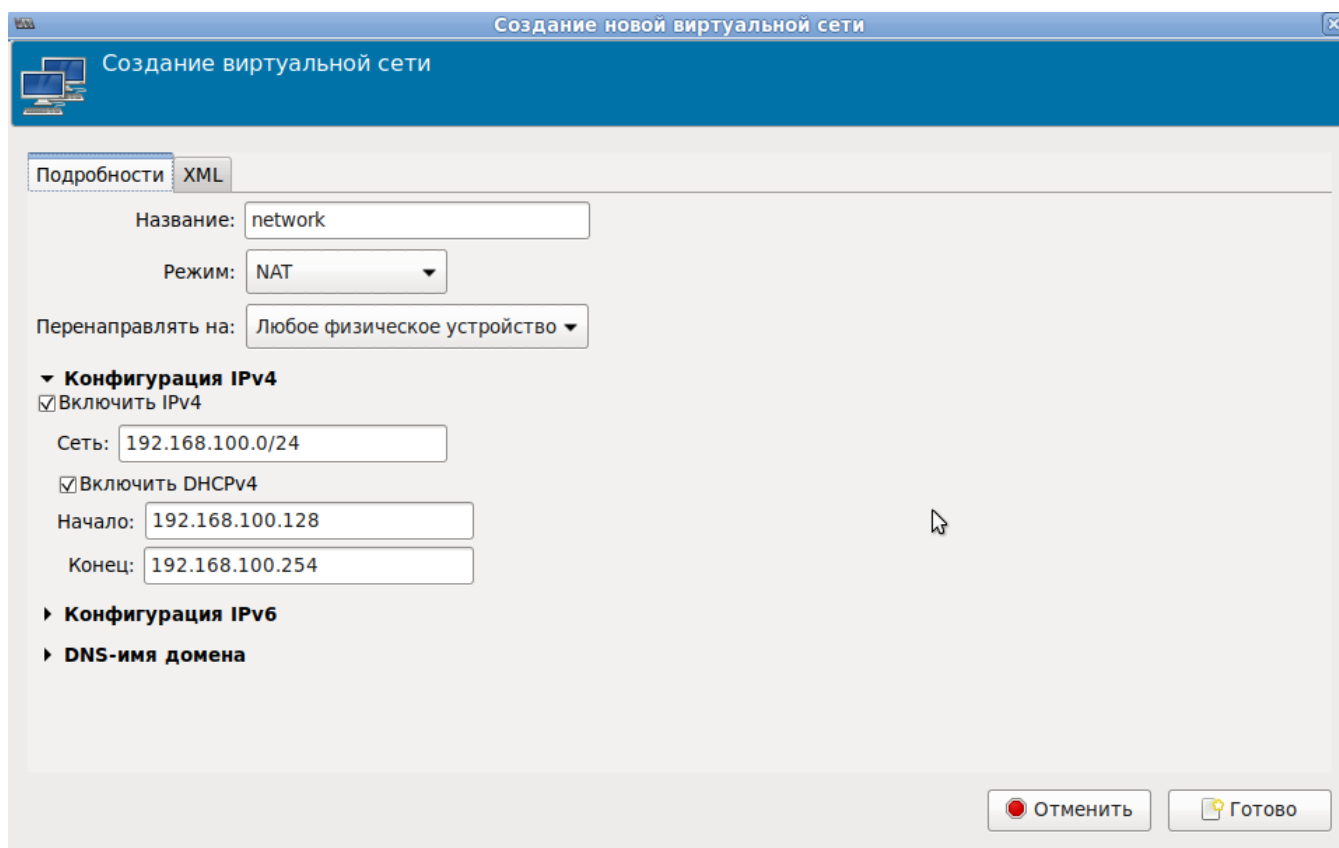 Создание новой виртуальной сети
Создание виртуальной сети
Подробности XML
Название: network
Режим: NAT
Перенаправлять на: Любое физическое устройство
Конфигурация IPv4
Включить IPv4
Сеть: 192.168.100.0/24
Включить DHCPv4
Начало: 192.168.100.128
Конец: 192.168.100.254
Конфигурация IPv6
DNS-имя домена
Отменить Готово